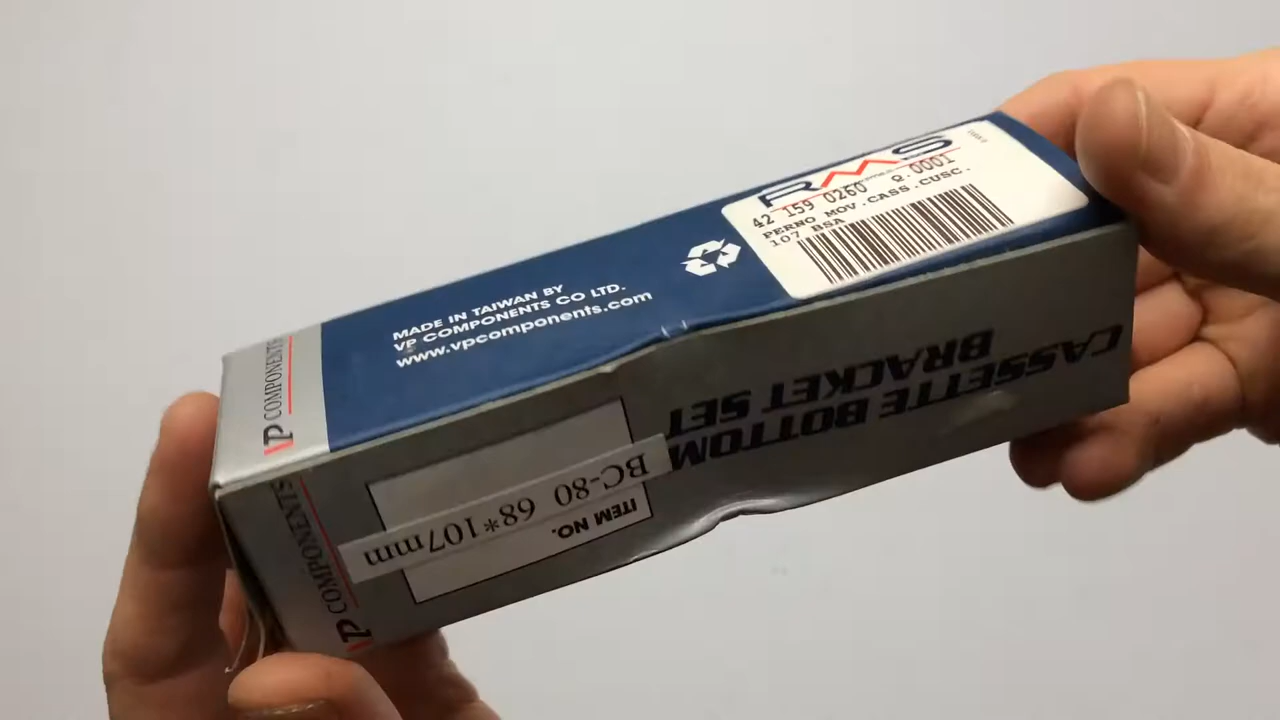 VP COMPONENTS
MADE IN TAIWAN BY
VP COMPONENTS CO LTD.
www.vpcomponents.com
RMS
42 159 0260 Q.0001
PERNO MOV.CASS.CUSC.
107 BSA
CASSETTE BOTTOM
BRACKET SET
ITEM NO.
BC-80 68*107mm
VP COMPONENTS